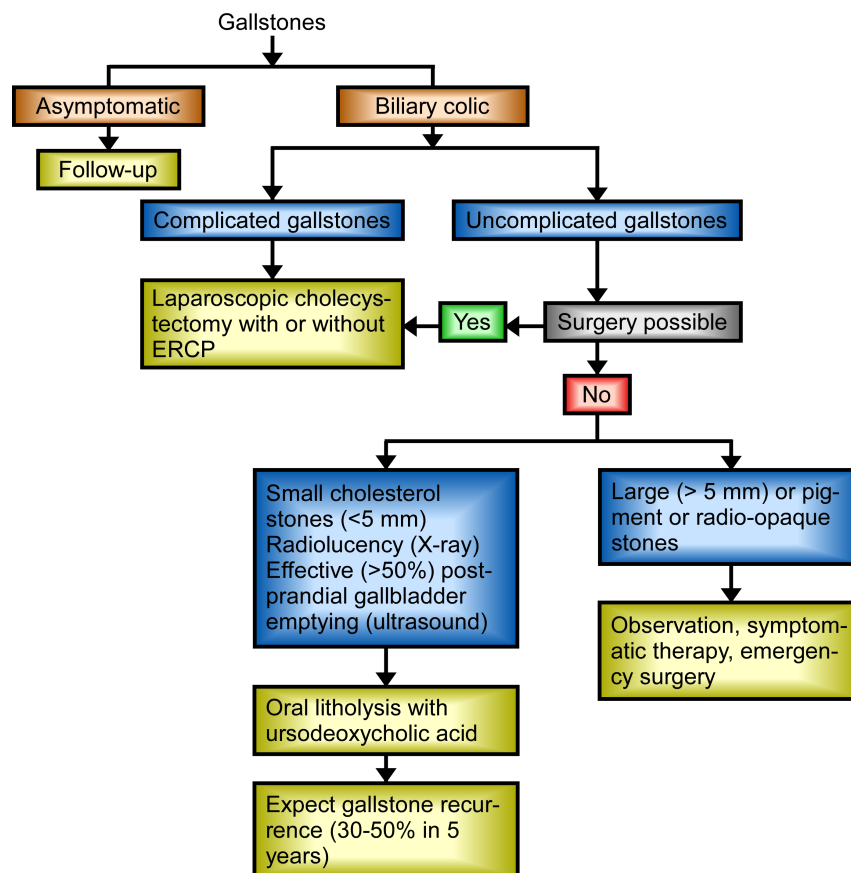 Gallstones
Asymptomatic
Biliary colic
Follow-up
Complicated gallstones
Uncomplicated gallstones
Laparoscopic cholecys-
tectomy with or without
ERCP
Yes
Surgery possible
No
Small cholesterol
stones (<5 mm)
Radiolucency (X-ray)
Effective (>50%) post-
prandial gallbladder
emptying (ultrasound)
Large (> 5 mm) or pig-
ment or radio-opaque
stones
Observation, symptom-
atic therapy, emergen-
cy surgery
Oral litholysis with
ursodeoxycholic acid
Expect gallstone recur-
rence (30-50% in 5
years)